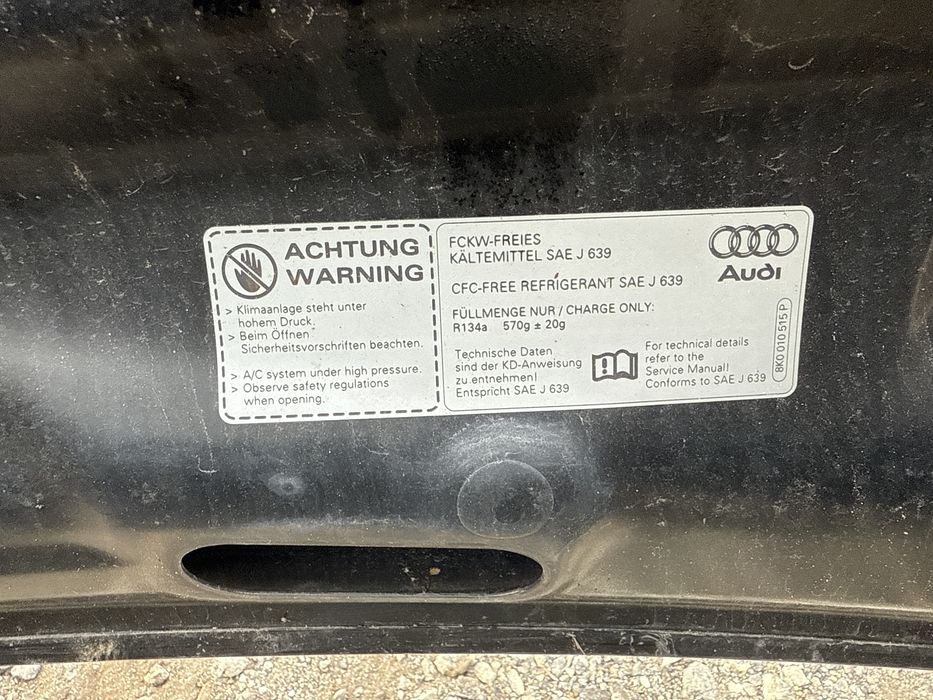 ACHTUNG
WARNING
> Klimaanlage steht unter
hohem Druck.
> Beim Öffnen
Sicherheitsvorschriften beachten.
> A/C system under high pressure.
> Observe safety regulations
when opening.
FCKW-FREIES
KÄLTEMITTEL SAE J 639
CFC-FREE REFRIGERANT SAE J 639
FÜLLMENGE NUR / CHARGE ONLY:
R134a 570g ± 20g
Technische Daten
sind der KD-Anweisung
zu entnehmen!
Entspricht SAE J 639
For technical details
refer to the
Service Manual!
Conforms to SAE J 639
Audi
8K0 010 515 P